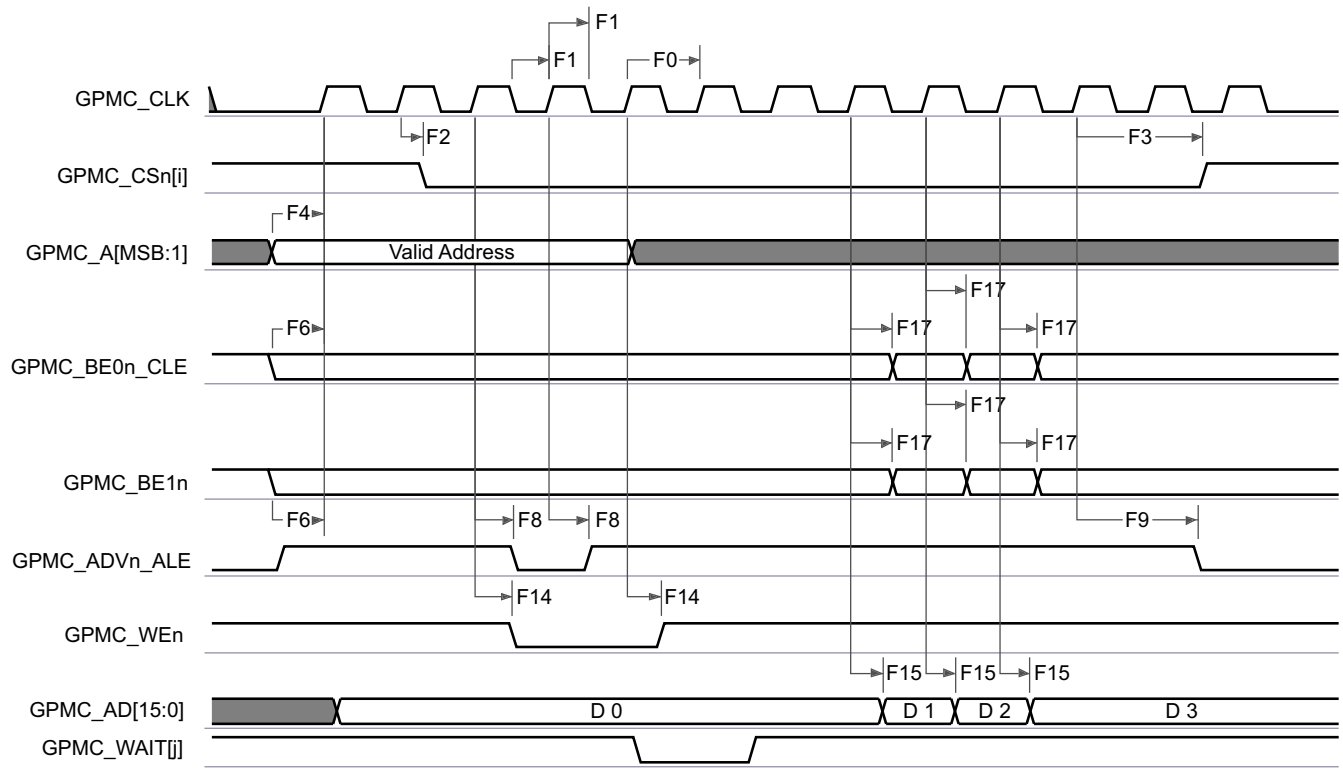 F1
F1
F0
GPMC_CLK
F2
F3
GPMC_CSn[i]
F4
GPMC_A[MSB:1]
Valid Address
F17
F6
F17
F17
GPMC_BE0n_CLE
F17
F17
F17
GPMC_BE1n
F6
F8
F8
F9
GPMC_ADVn_ALE
F14
F14
GPMC_WEn
F15
F15
F15
GPMC_AD[15:0]
D 0
D 1
D 2
D 3
GPMC_WAIT[j]